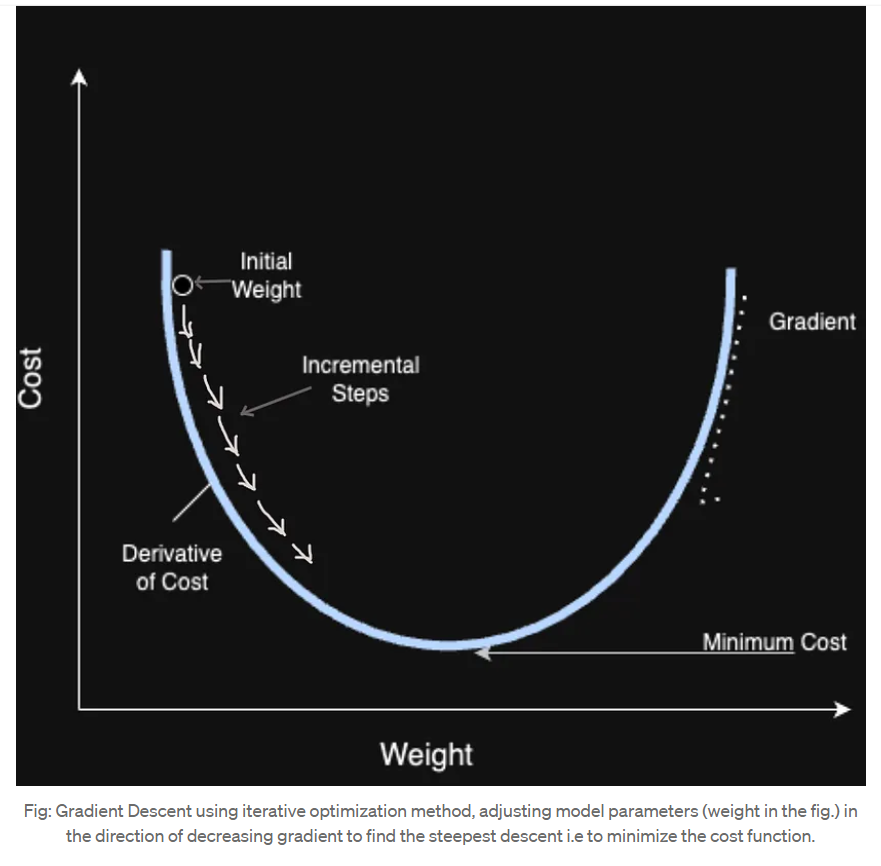 Initial
Weight
Gradient
Cost
Incremental
Steps
Derivative
of Cost
Minimum Cost
Weight
Fig: Gradient Descent using iterative optimization method, adjusting model parameters (weight in the fig.) in
the direction of decreasing gradient to find the steepest descent i.e to minimize the cost function.